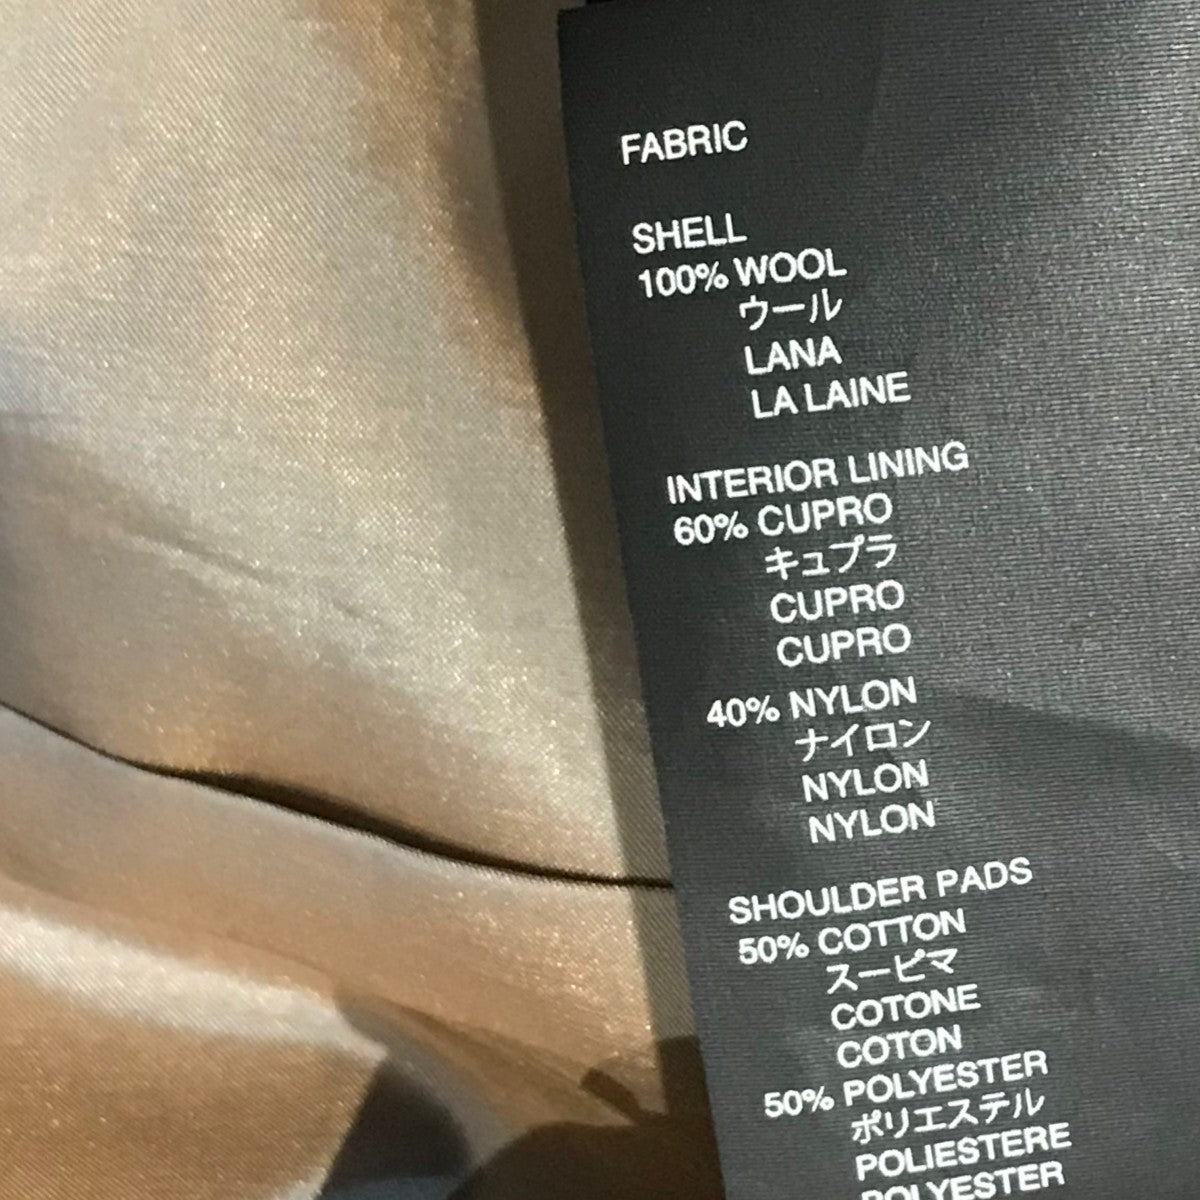 FABRIC
SHELL
100% WOOL
ウール
LANA
LA LAINE
INTERIOR LINING
60% CUPRO
キュプラ
CUPRO
CUPRO
40% NYLON
ナイロン
NYLON
NYLON
SHOULDER PADS
50% COTTON
スーピマ
COTONE
COTON
50% POLYESTER
ポリエステル
POLIESTERE
POLYESTER